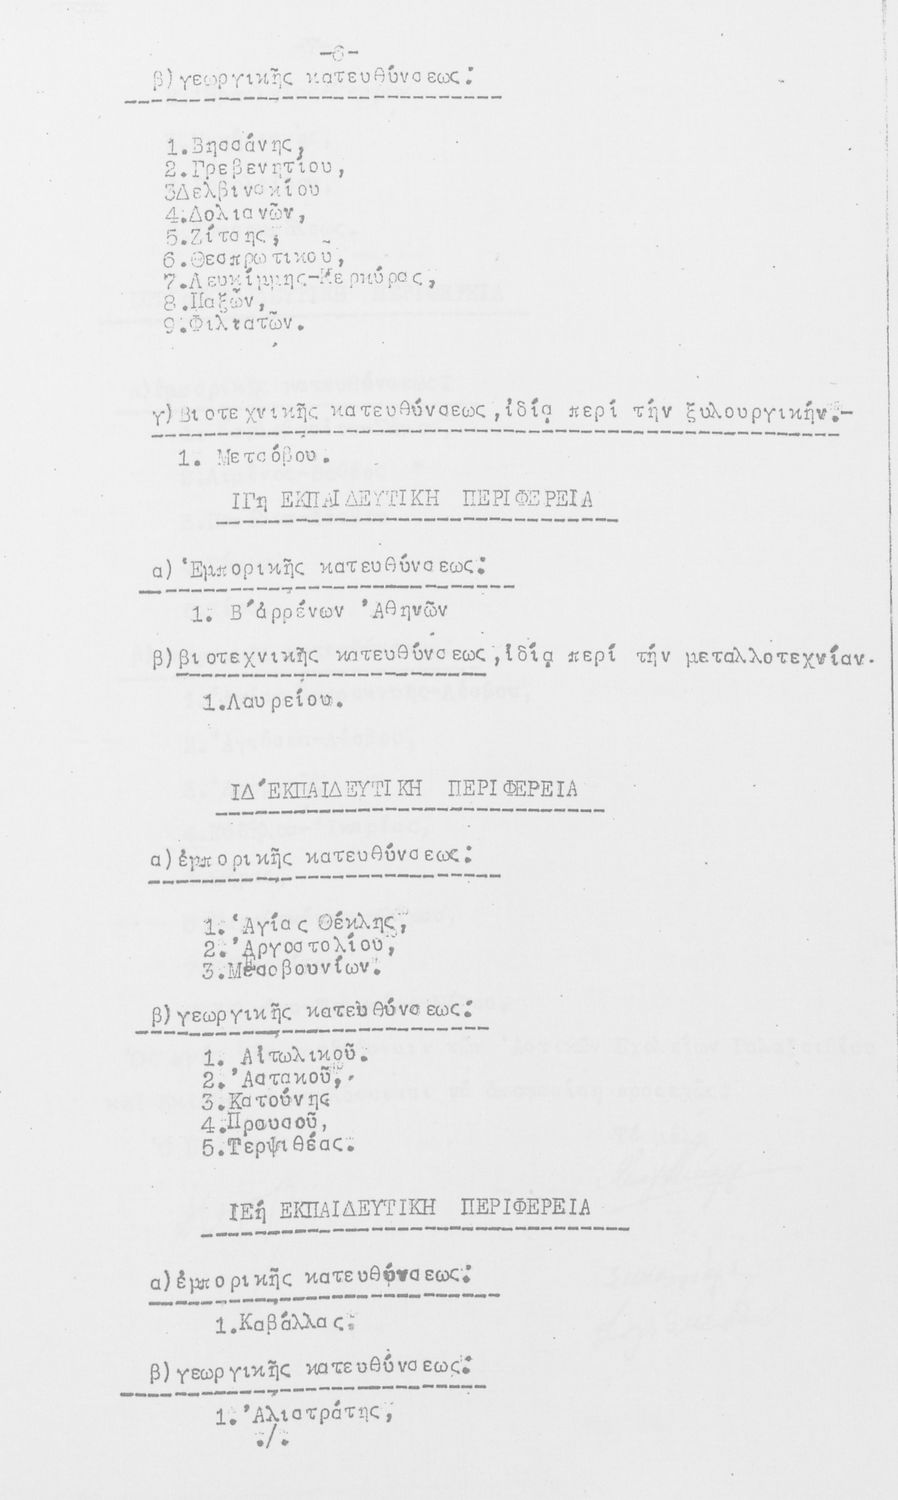 -6-
β)γεωργικῆς κατευθύνσεως:
1.Βησσάνης,
2.Γρεβενητίου,
3Δελβινακίου
4.Δολιανῶν,
5.Ζίτσης,
6.Θεσπρωτικοῦ,
7.Λευκίμμης-Κερκύρας,
8.Παξῶν,
9.Φιλιατῶν.
γ)βιοτεχνικῆς κατευθύνσεως,ἰδίᾳ περί τήν ξυλουργικήν.-
1. Μετσόβου.
ΙΓη ΕΚΠΑΙΔΕΥΤΙΚΗ ΠΕΡΙΦΕΡΕΙΑ
α)Ἐμπορικῆς κατευθύνσεως:
1. Β΄ἀρρένων Ἀθηνῶν
β)βιοτεχνικῆς κατευθύνσεως,ἰδίᾳ περί τήν μεταλλοτεχνίαν.
1.Λαυρείου.
ΙΔ΄ΕΚΠΑΙΔΕΥΤΙΚΗ ΠΕΡΙΦΕΡΕΙΑ
α)ἐμπορικῆς κατευθύνσεως:
1.Ἁγίας Θέκλης,
2.Ἀργοστολίου,
3.Μεσοβουνίων.
β)γεωργικῆς κατευθύνσεως:
1. Αἰτωλικοῦ.
2.Ἀστακοῦ,
3.Κατούνης
4.Προυσοῦ,
5.Τερψιθέας.
ΙΕή ΕΚΠΑΙΔΕΥΤΙΚΗ ΠΕΡΙΦΕΡΕΙΑ
α)ἐμπορικῆς κατευθύνσεως:
1.Καβάλλας.
β)γεωργικῆς κατευθύνσεως:
1.Ἀλιστράτης,
./.